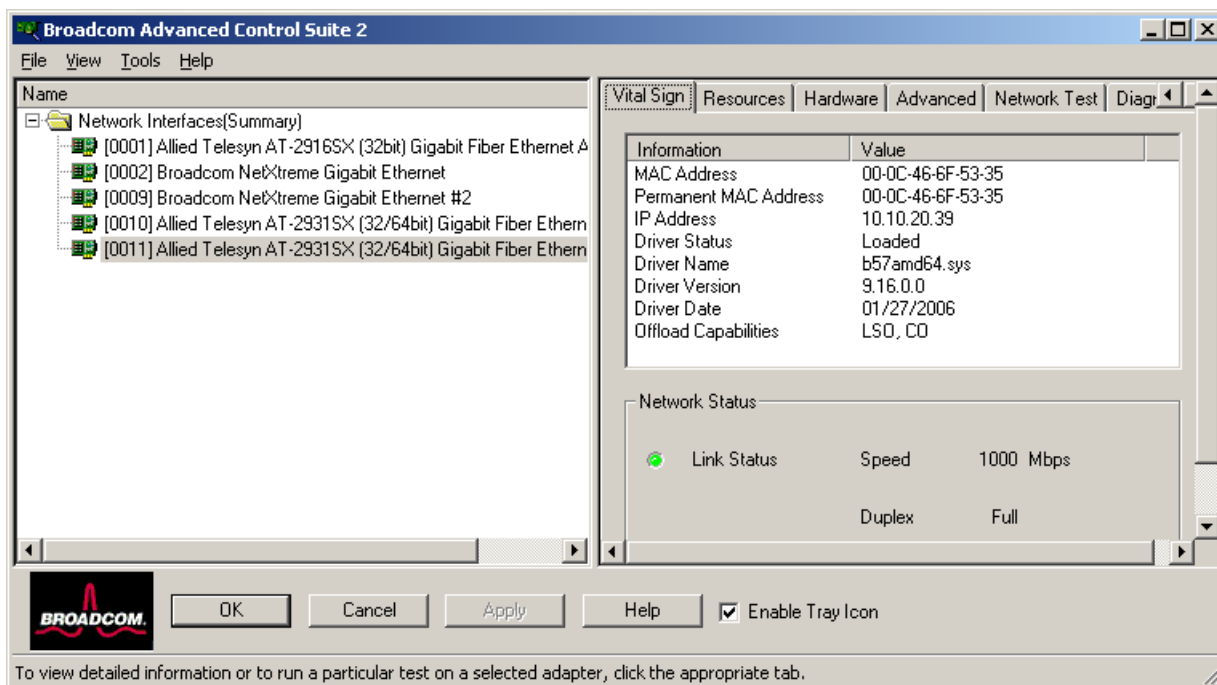 Broadcom Advanced Control Suite 2
File View Tools Help
Name
Network Interfaces(Summary)
[0001] Allied Telesyn AT-2916SX (32bit) Gigabit Fiber Ethernet A
[0002] Broadcom NetXtreme Gigabit Ethernet
[0009] Broadcom NetXtreme Gigabit Ethernet #2
[0010] Allied Telesyn AT-2931SX (32/64bit) Gigabit Fiber Ethern
[0011] Allied Telesyn AT-2931SX (32/64bit) Gigabit Fiber Ethern
Vital Sign Resources Hardware Advanced Network Test Diagr
Information Value
MAC Address 00-0C-46-6F-53-35
Permanent MAC Address 00-0C-46-6F-53-35
IP Address 10.10.20.39
Driver Status Loaded
Driver Name b57amd64.sys
Driver Version 9.16.0.0
Driver Date 01/27/2006
Offload Capabilities LSO, CO
Network Status
Link Status Speed 1000 Mbps
Duplex Full
BROADCOM.
OK Cancel Apply Help Enable Tray Icon
To view detailed information or to run a particular test on a selected adapter, click the appropriate tab.